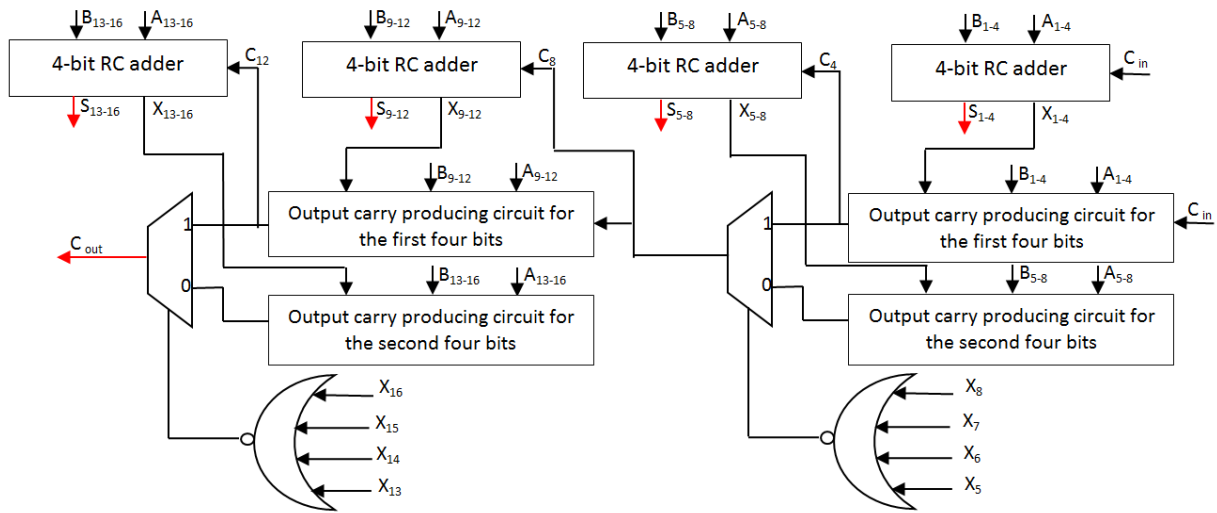 B13-16 A13-16 B9-12 A9-12 B5-8 A5-8 B1-4 A1-4
4-bit RC adder C12 4-bit RC adder C8 4-bit RC adder C4 4-bit RC adder C in
S13-16 X13-16 S9-12 X9-12 S5-8 X5-8 S1-4 X1-4
B9-12 A9-12 B1-4 A1-4
1 Output carry producing circuit for
the first four bits
1 Output carry producing circuit for
the first four bits
C in
C out
B13-16 A13-16 B5-8 A5-8
0 Output carry producing circuit for
the second four bits
0 Output carry producing circuit for
the second four bits
X16 X8
X15 X7
X14 X6
X13 X5